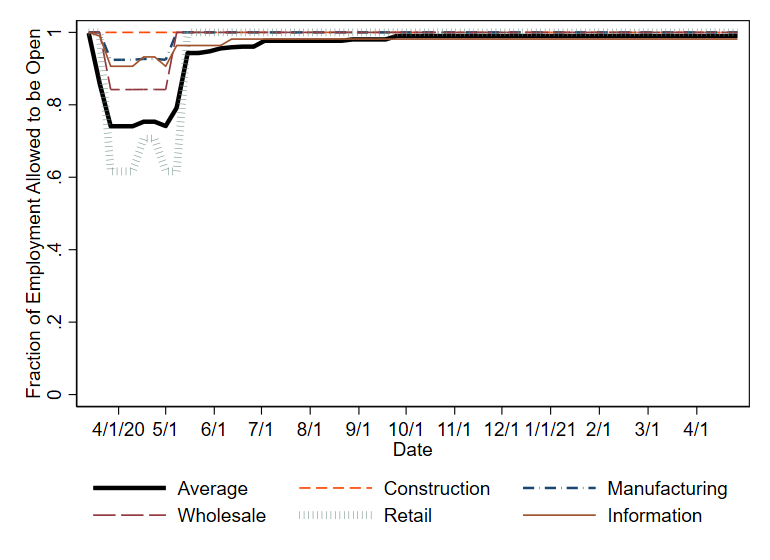 Fraction of Employment Allowed to be Open
1
.8
.6
.4
.2
0
4/1/20 5/1 6/1 7/1 8/1 9/1 10/1 11/1 12/1 1/1/21 2/1 3/1 4/1
Date
Average Construction Manufacturing
Wholesale Retail Information